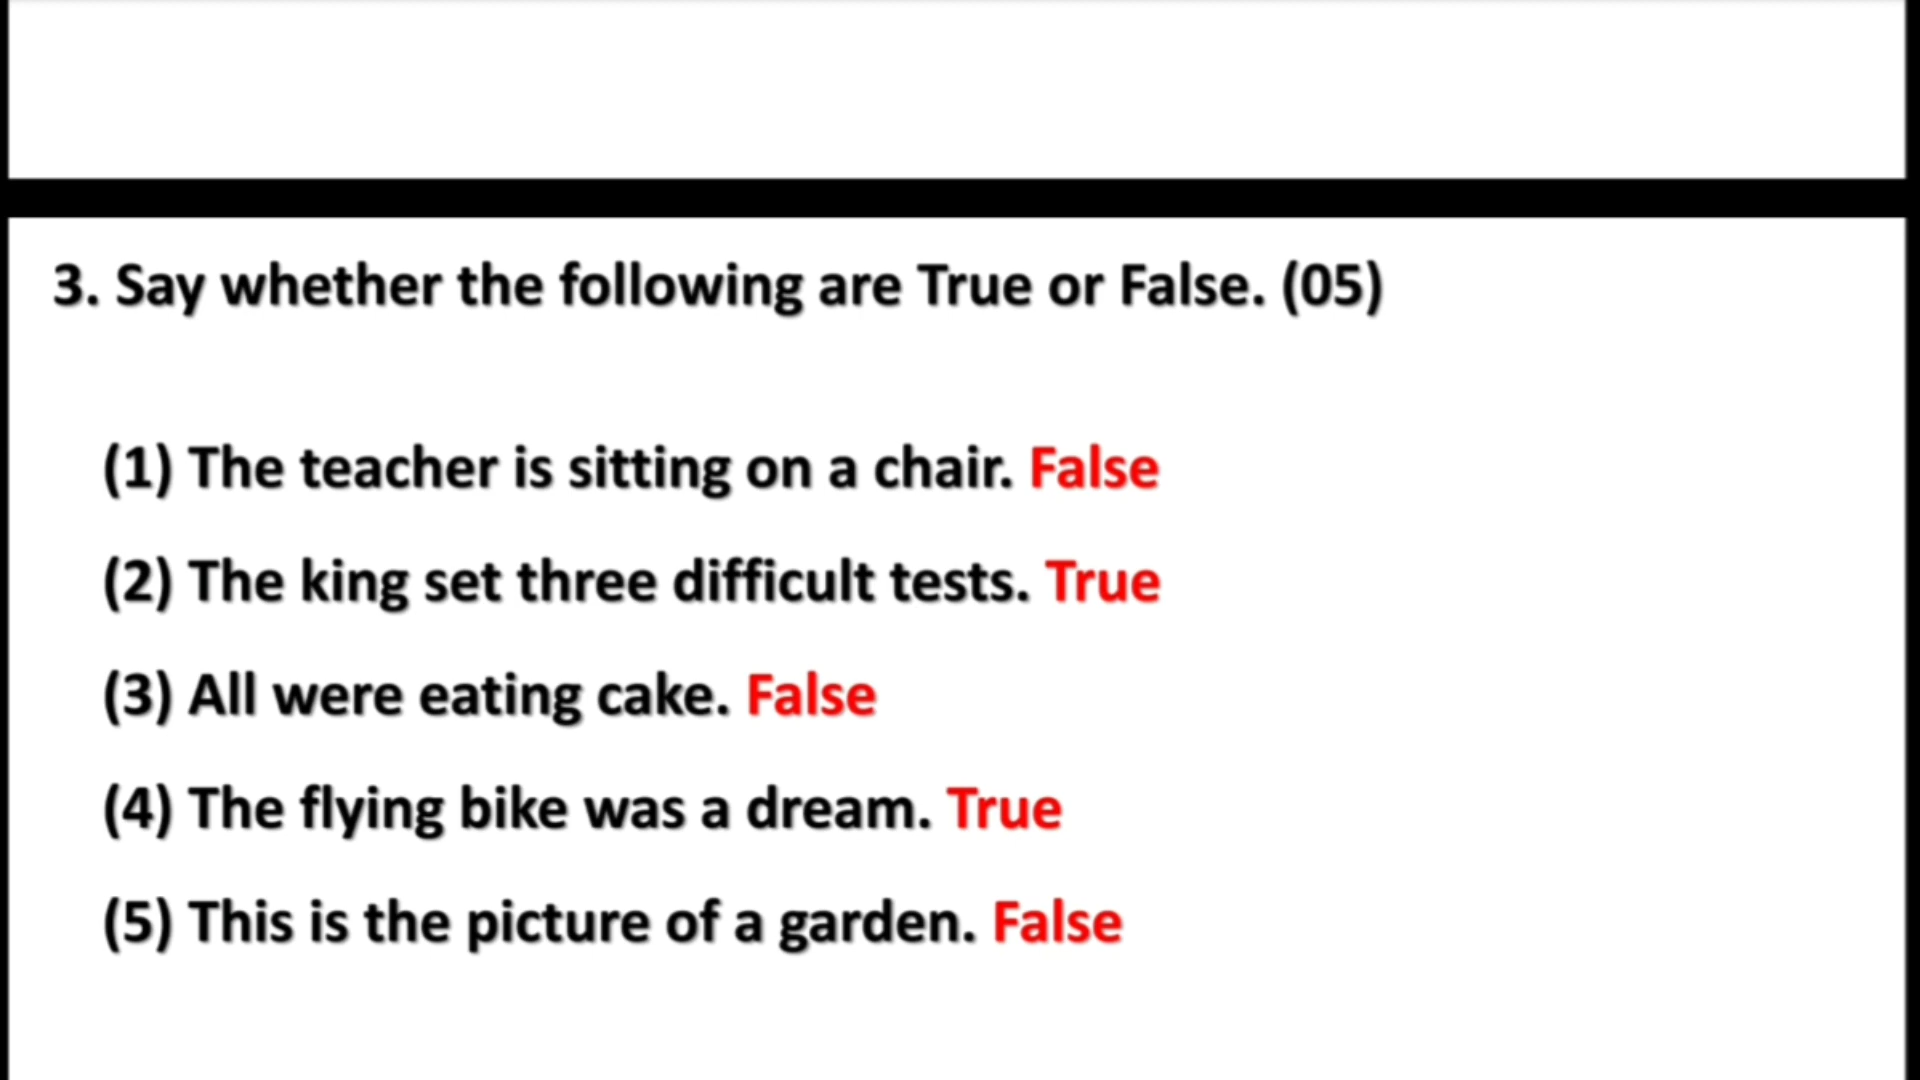 3. Say whether the following are True or False. (05)
(1) The teacher is sitting on a chair. False
(2) The king set three difficult tests. True
(3) All were eating cake. False
(4) The flying bike was a dream. True
(5) This is the picture of a garden. False